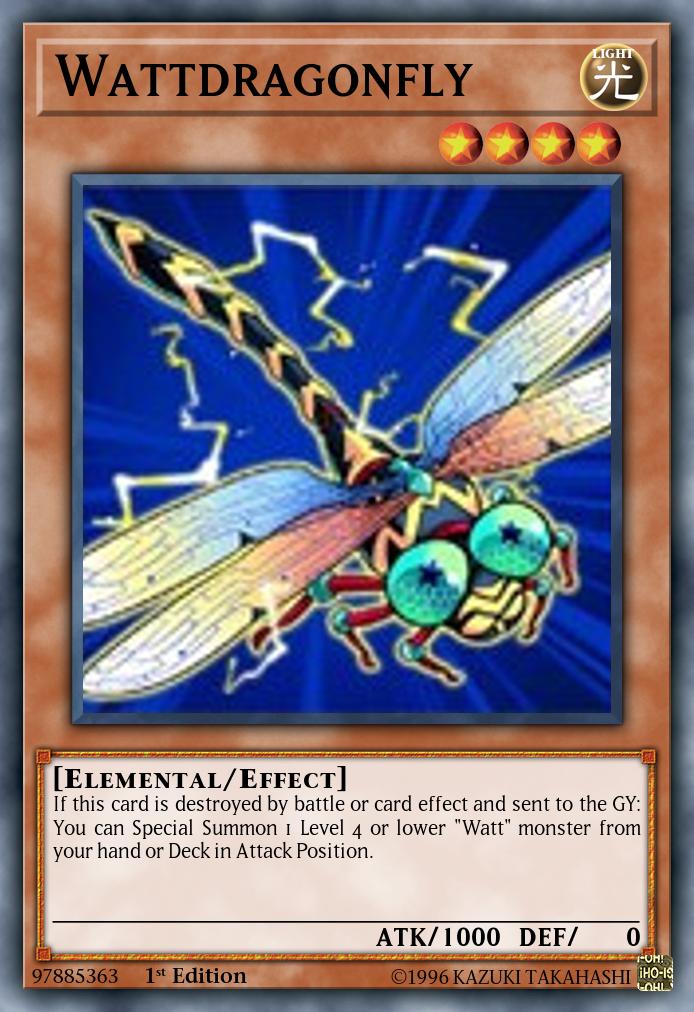 Wattdragonfly
LIGHT
光
[Elemental/Effect]
If this card is destroyed by battle or card effect and sent to the GY:
You can Special Summon 1 Level 4 or lower "Watt" monster from
your hand or Deck in Attack Position.
ATK/1000 DEF/ 0
97885363 1st Edition ©1996 KAZUKI TAKAHASHI